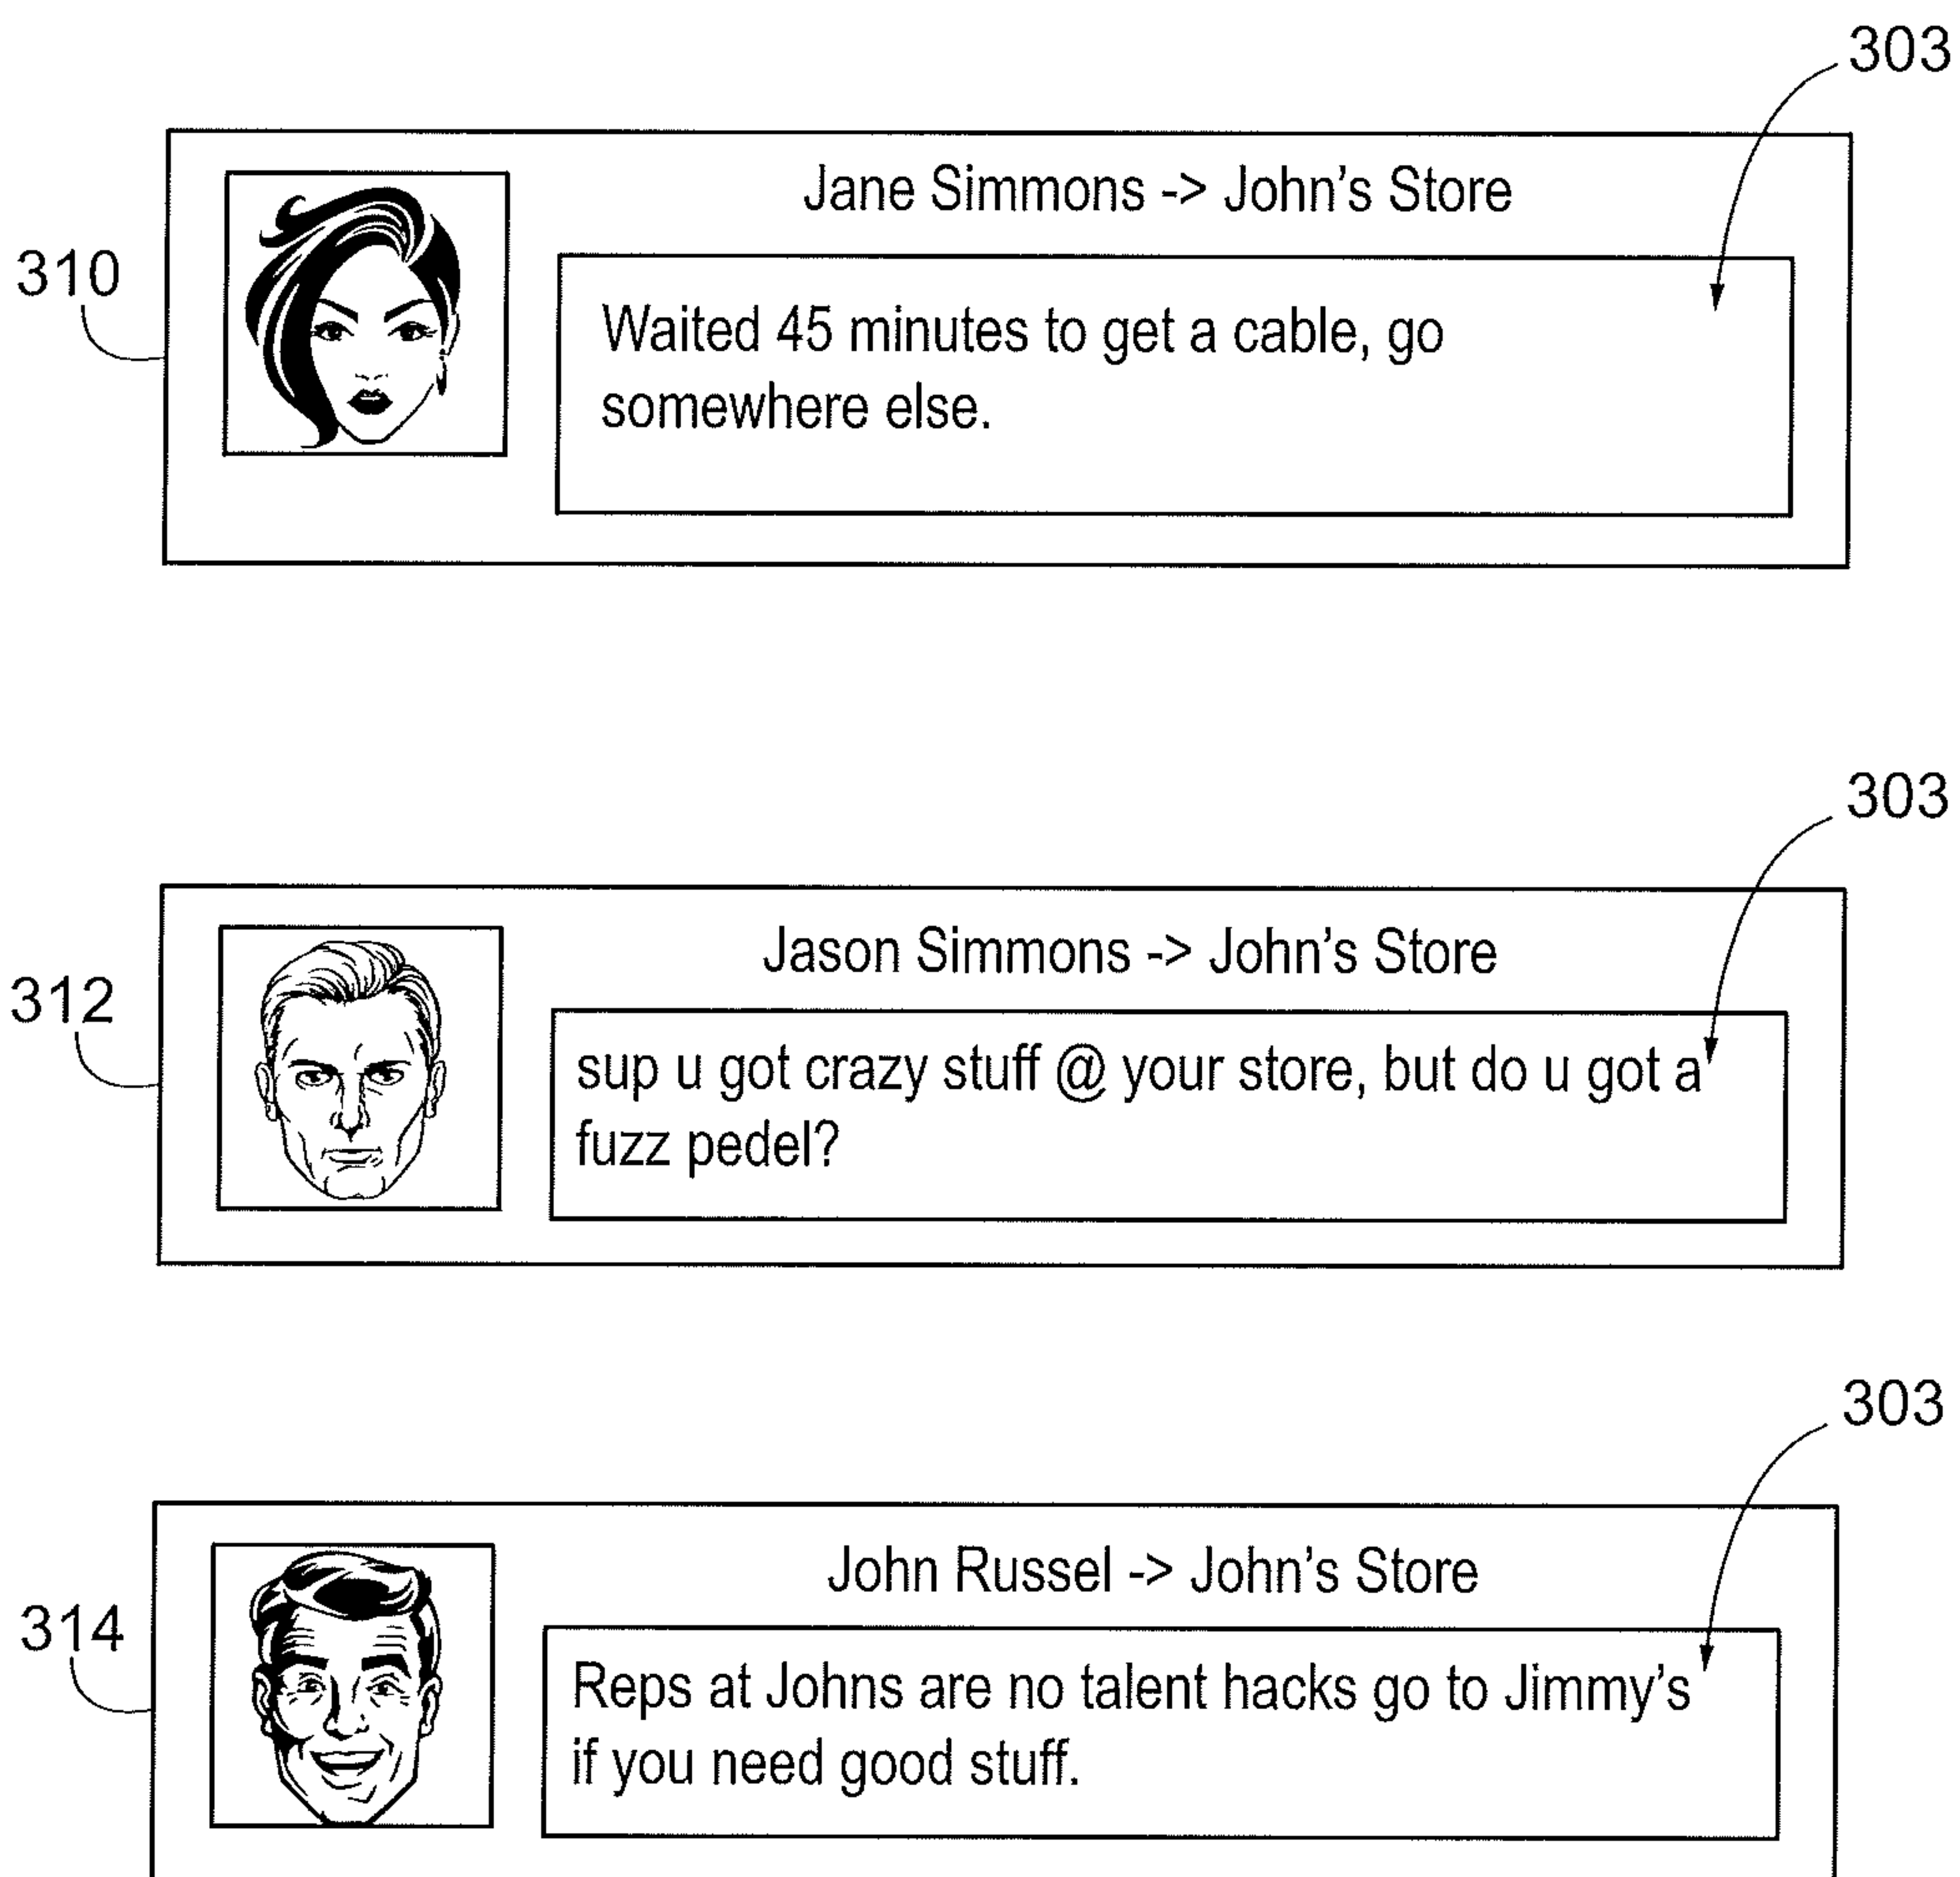 303
Jane Simmons -> John's Store
310
Waited 45 minutes to get a cable, go
somewhere else.
303
Jason Simmons -> John's Store
312
sup u got crazy stuff @ your store, but do u got a
fuzz pedel?
303
John Russel -> John's Store
314
Reps at Johns are no talent hacks go to Jimmy's
if you need good stuff.